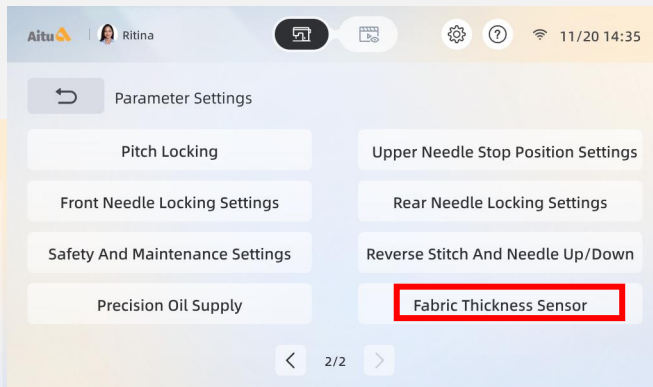 Aitu Ritina ? 11/20 14:35
Parameter Settings
Pitch Locking
Upper Needle Stop Position Settings
Front Needle Locking Settings
Rear Needle Locking Settings
Safety And Maintenance Settings
Reverse Stitch And Needle Up/Down
Precision Oil Supply
Fabric Thickness Sensor
2/2